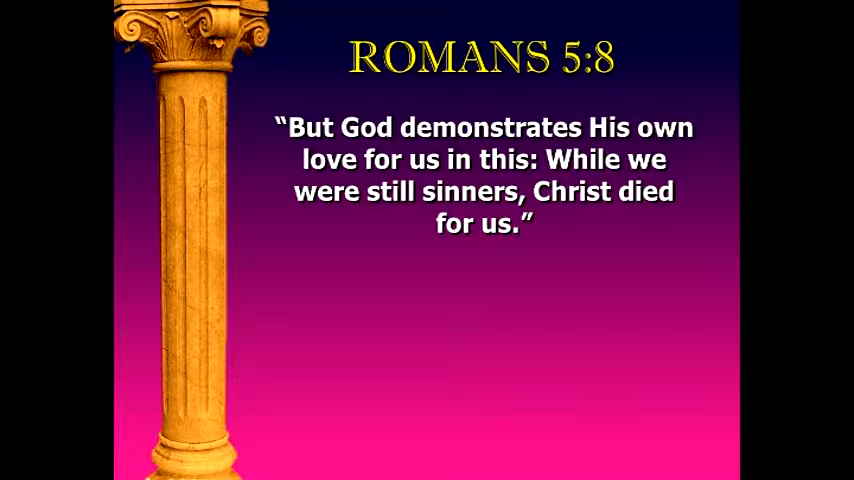 ROMANS 5:8
“But God demonstrates His own
love for us in this: While we
were still sinners, Christ died
for us.”